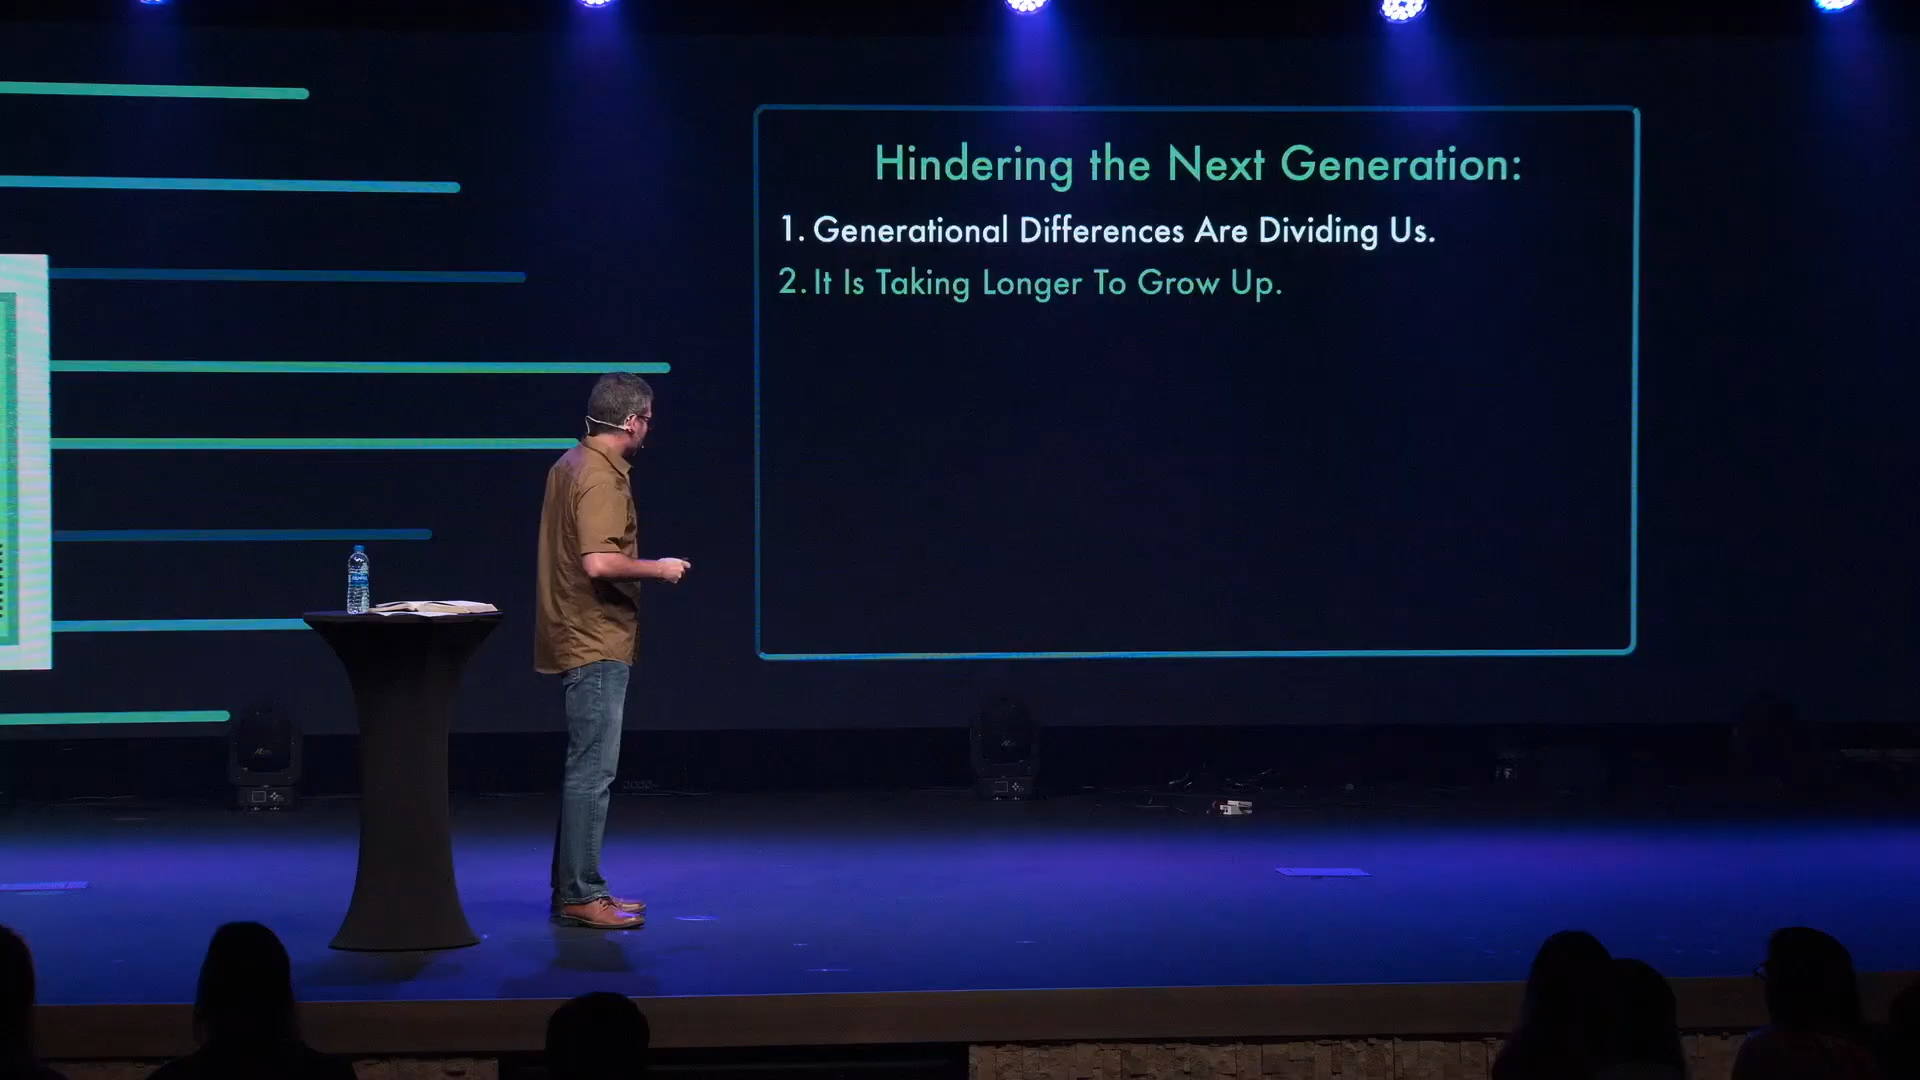 Hindering the Next Generation:
1. Generational Differences Are Dividing Us.
2. It Is Taking Longer To Grow Up.